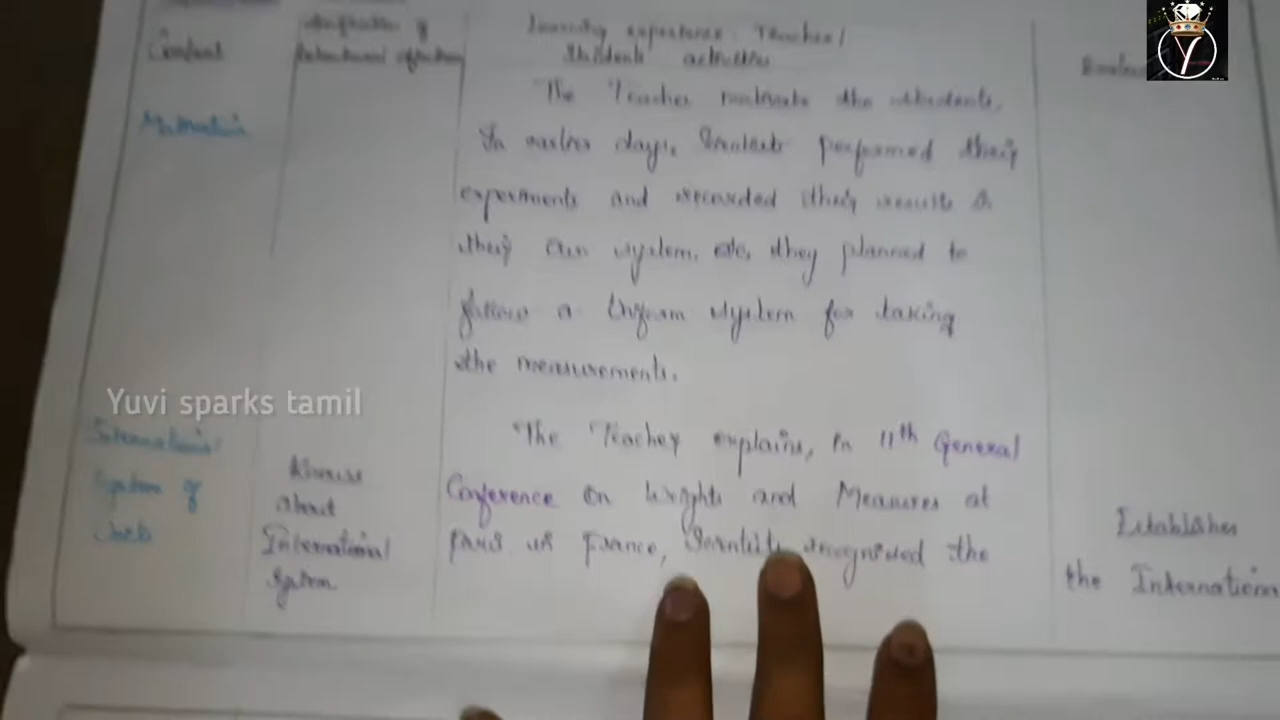 Content
Learning experience Teacher /
Students activities
The Teacher motivate the students.
In earlier days, Scientist performed their
experiments and recorded their results in
their own system. etc, they planned to
follow a Uniform system for taking
the measurements.
Yuvi sparks tamil
International
System of
Units
Knows
about
International
System
The Teacher explains, In 11th General
Conference on Weights and Measures at
Paris in France, Scientists recognised the
Establishes
the Internation
Y